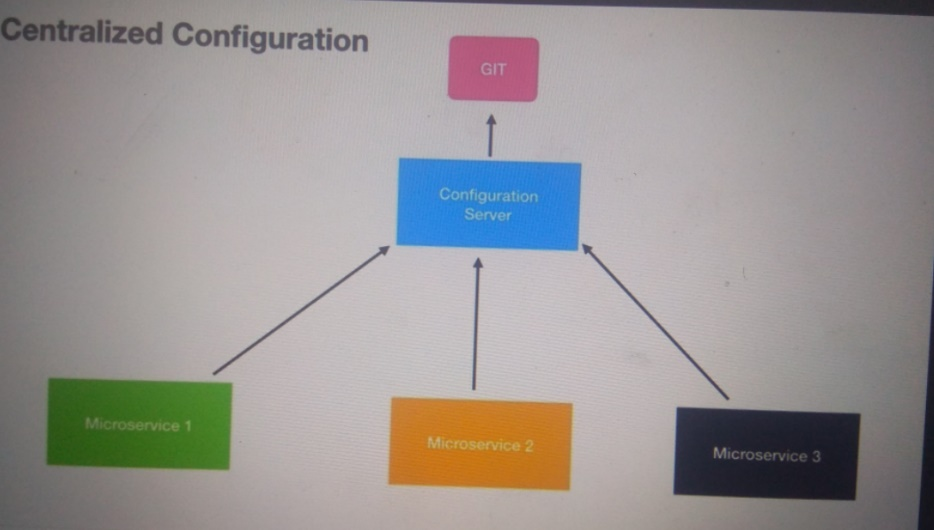 Centralized Configuration
GIT
Configuration
Server
Microservice 1
Microservice 2
Microservice 3